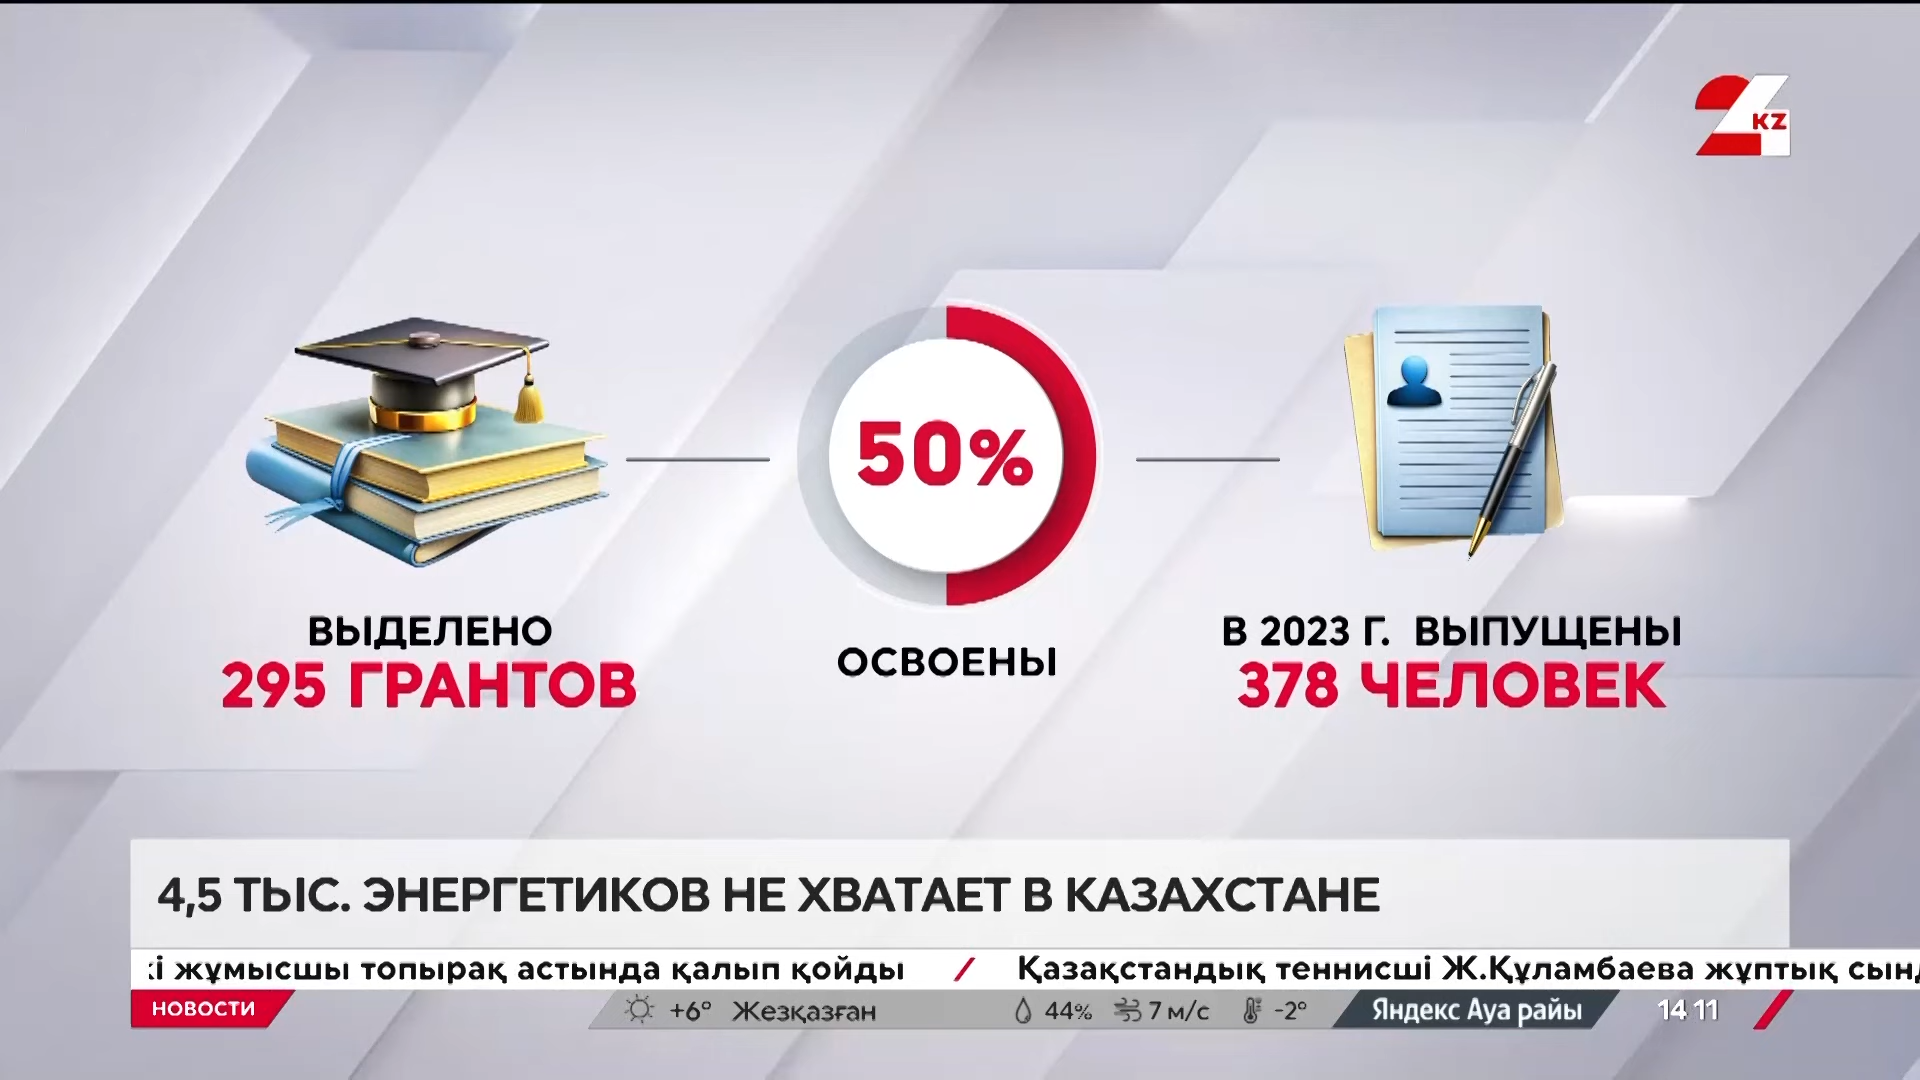 24 KZ
50%
ВЫДЕЛЕНО
295 ГРАНТОВ
ОСВОЕНЫ
В 2023 Г. ВЫПУЩЕНЫ
378 ЧЕЛОВЕК
4,5 ТЫС. ЭНЕРГЕТИКОВ НЕ ХВАТАЕТ В КАЗАХСТАНЕ
жұмысшы топырақ астында қалып қойды / Қазақстандық теннисші Ж.Құламбаева жұптық
НОВОСТИ +6° Жезқазған 44% 7 м/с -2° Яндекс Ауа райы 14 11